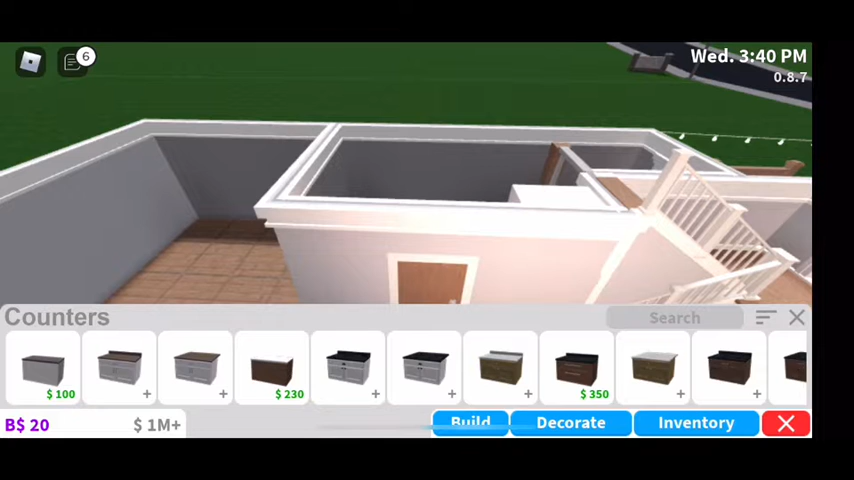 6
Wed. 3:40 PM
0.8.7
Counters
Search
$ 100
+
+
$ 230
+
+
+
$ 350
+
+
B$ 20
$ 1M+
Build
Decorate
Inventory